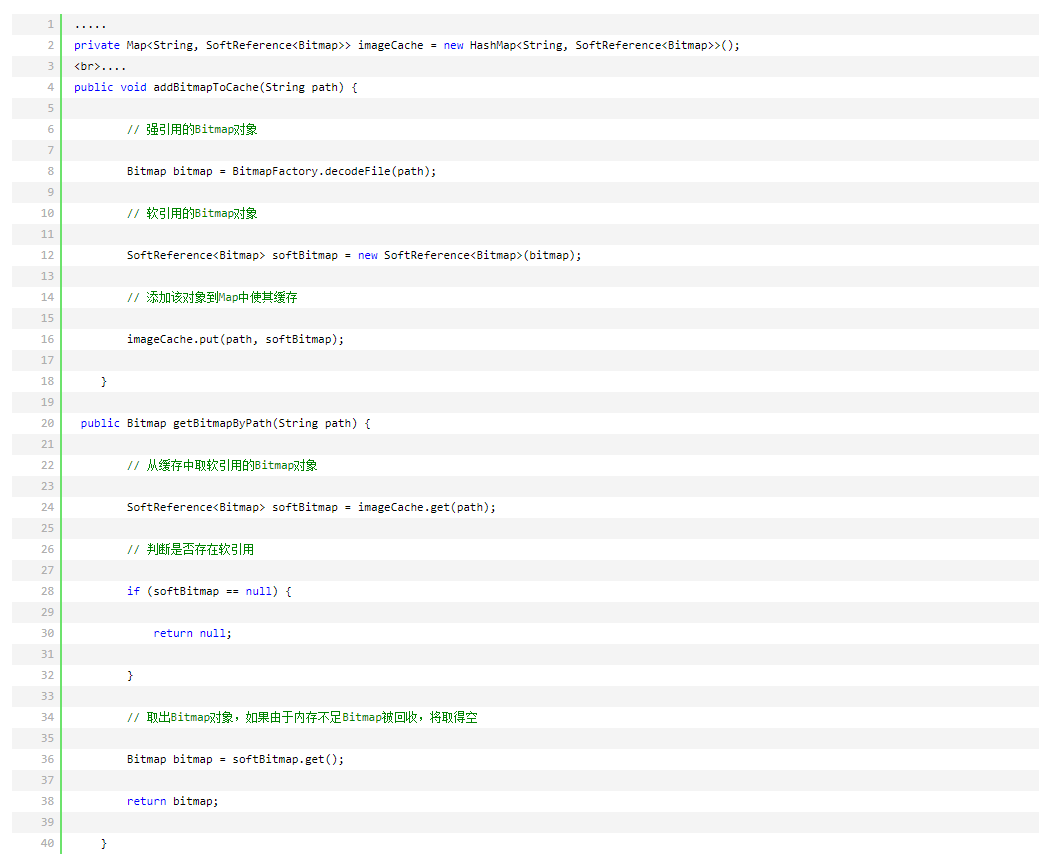 1 .....
2 private Map<String, SoftReference<Bitmap>> imageCache = new HashMap<String, SoftReference<Bitmap>>();
3 <br>....
4 public void addBitmapToCache(String path) {
5
6 // 强引用的Bitmap对象
7
8 Bitmap bitmap = BitmapFactory.decodeFile(path);
9
10 // 软引用的Bitmap对象
11
12 SoftReference<Bitmap> softBitmap = new SoftReference<Bitmap>(bitmap);
13
14 // 添加该对象到Map中使其缓存
15
16 imageCache.put(path, softBitmap);
17
18 }
19
20 public Bitmap getBitmapByPath(String path) {
21
22 // 从缓存中取软引用的Bitmap对象
23
24 SoftReference<Bitmap> softBitmap = imageCache.get(path);
25
26 // 判断是否存在软引用
27
28 if (softBitmap == null) {
29
30 return null;
31
32 }
33
34 // 取出Bitmap对象，如果由于内存不足Bitmap被回收，将取得空
35
36 Bitmap bitmap = softBitmap.get();
37
38 return bitmap;
39
40 }